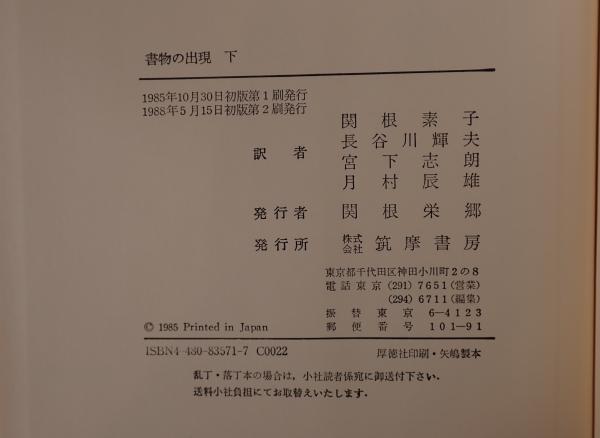 書物の出現 下
1985年10月30日初版第1刷発行
1988年5月15日初版第2刷発行
訳者
関根素子
長谷川輝夫
宮下志朗
月村辰雄
発行者 関根栄郷
発行所 株式会社 筑摩書房
東京都千代田区神田小川町2の8
電話東京 (291) 7651 (営業)
(294) 6711 (編集)
振替東京 6-4123
郵便番号 101-91
© 1985 Printed in Japan
ISBN4-480-83571-7 C0022
厚徳社印刷・矢嶋製本
乱丁・落丁本の場合は,小社読者係宛に御送付下さい.
送料小社負担にてお取替えいたします.